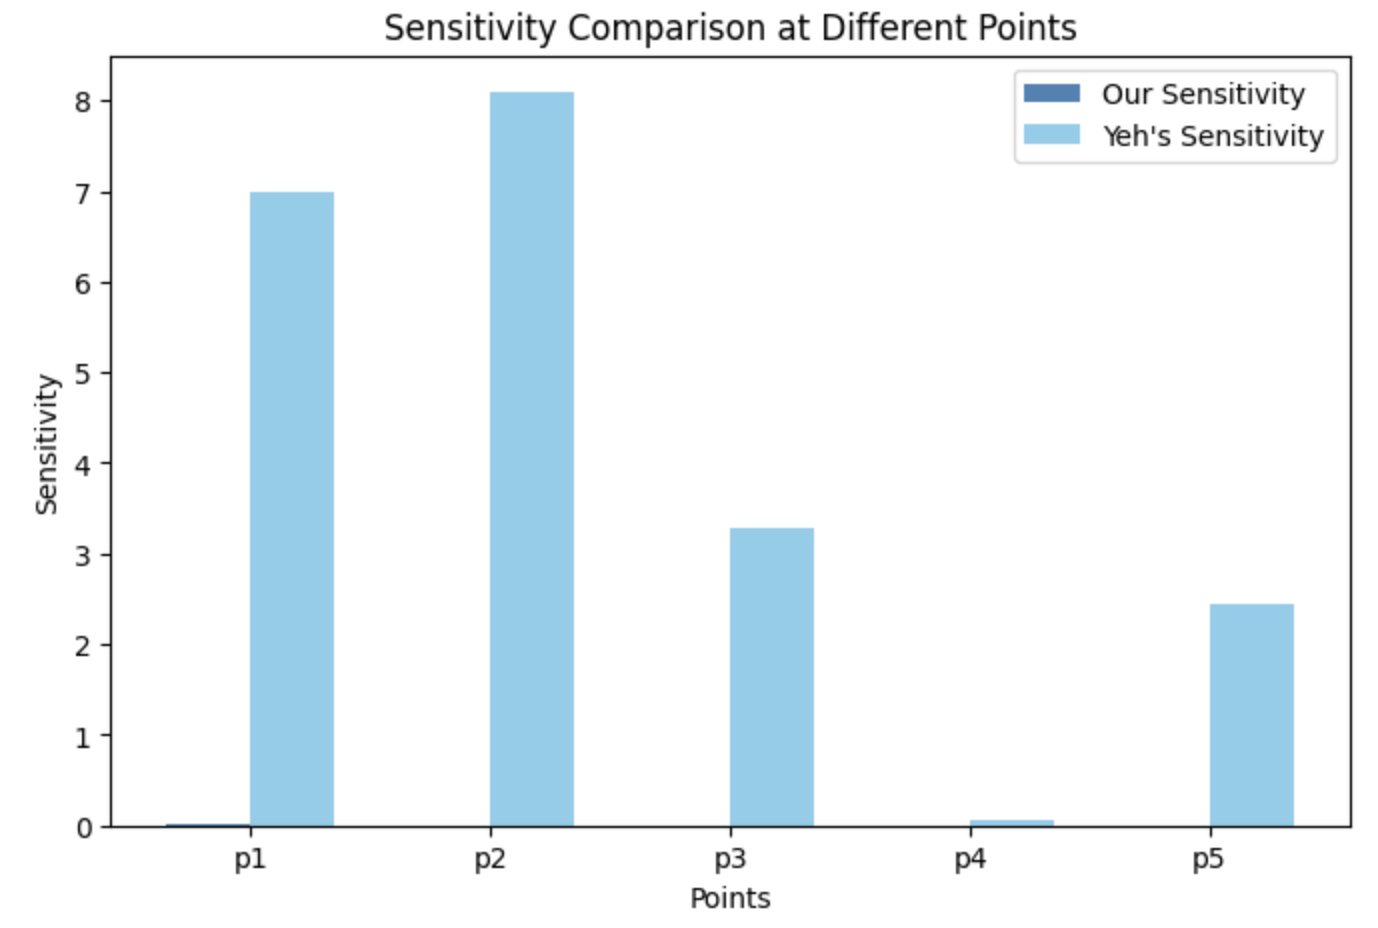 Sensitivity Comparison at Different Points
Our Sensitivity
Yeh's Sensitivity
8
7
6
5
4
3
2
1
0
Sensitivity
p1 p2 p3 p4 p5
Points